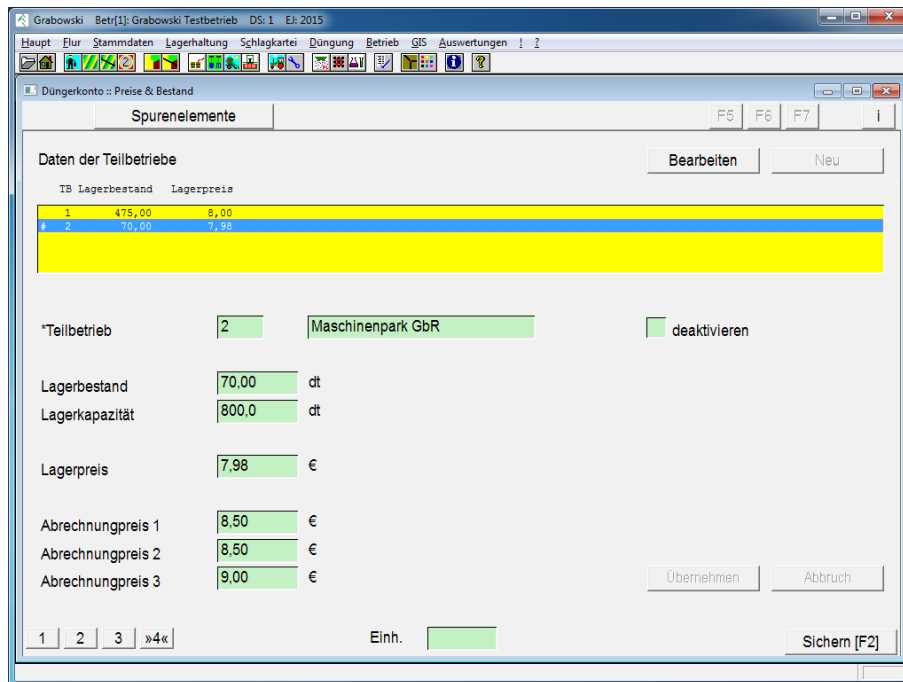 Grabowski Betr[1]: Grabowski Testbetrieb DS: 1 EJ: 2015
Haupt Flur Stammdaten Lagerhaltung Schlagkartei Düngung Betrieb GIS Auswertungen ! ?
Düngerkonto :: Preise & Bestand
Spurenelemente F5 F6 F7 i
Daten der Teilbetriebe Bearbeiten Neu
TB Lagerbestand Lagerpreis
1 475,00 8,00
# 2 70,00 7,98
*Teilbetrieb 2 Maschinenpark GbR deaktivieren
Lagerbestand 70,00 dt
Lagerkapazität 800,0 dt
Lagerpreis 7,98 €
Abrechnungpreis 1 8,50 €
Abrechnungpreis 2 8,50 €
Abrechnungpreis 3 9,00 €
Übernehmen Abbruch
1 2 3 »4« Einh. Sichern [F2]